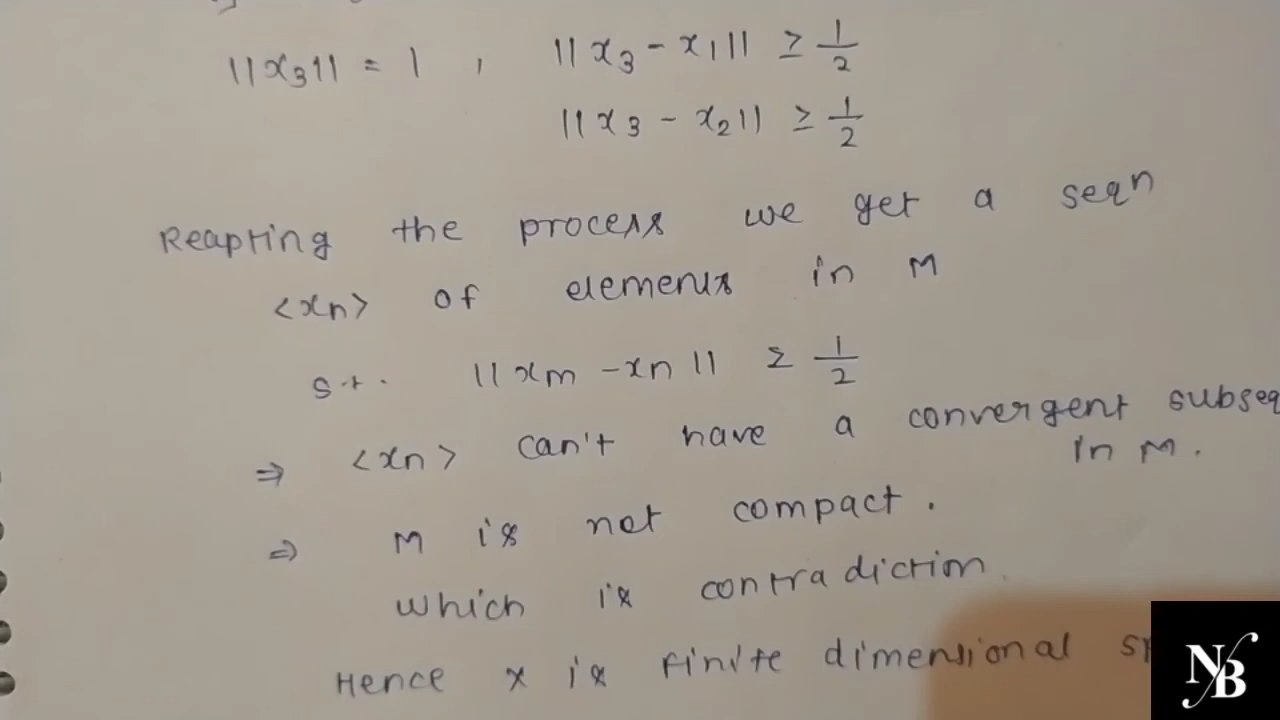 ||x3|| = 1 , ||x3 - x1|| ≥ 1/2
||x3 - x2|| ≥ 1/2
Reapting the process we get a seqn
<xn> of elements in M
s.t. ||xm - xn|| ≥ 1/2
⇒ <xn> can't have a convergent subseq
in M.
⇒ M is not compact.
which is contradiction.
Hence x is finite dimensional
NB